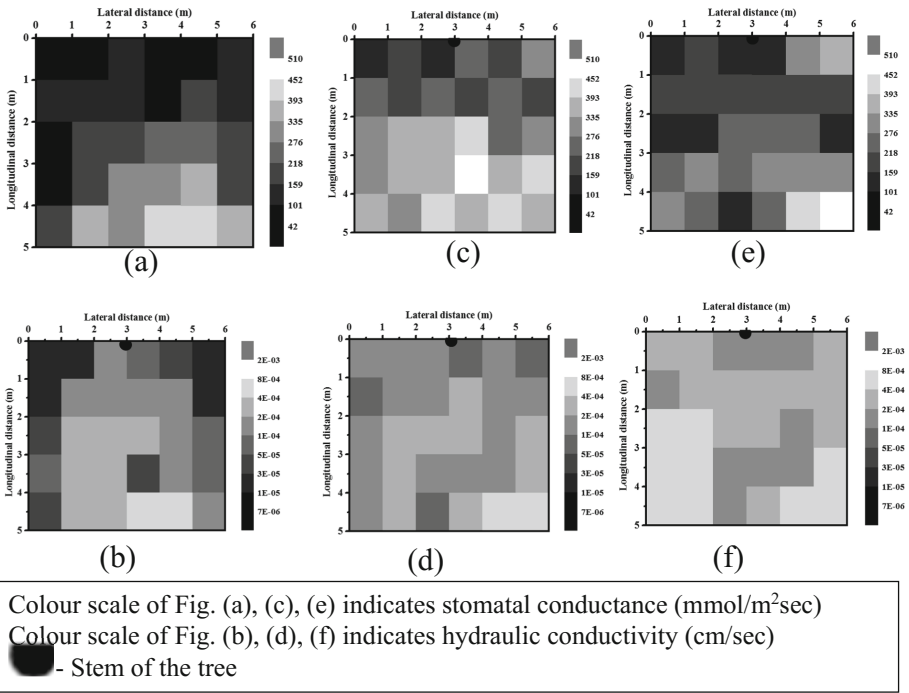 Lateral distance (m)
0 1 2 3 4 5 6
Longitudinal distance (m)
0
1
2
3
4
5
510
452
393
335
276
218
159
101
42
(a)
Lateral distance (m)
0 1 2 3 4 5 6
Longitudinal distance (m)
0
1
2
3
4
5
510
452
393
335
276
218
159
101
42
(c)
Lateral distance (m)
0 1 2 3 4 5 6
Longitudinal distance (m)
0
1
2
3
4
5
510
452
393
335
276
218
159
101
42
(e)
Lateral distance (m)
0 1 2 3 4 5 6
Longitudinal distance (m)
0
1
2
3
4
5
2E-03
8E-04
4E-04
2E-04
1E-04
5E-05
3E-05
1E-05
7E-06
(b)
Lateral distance (m)
0 1 2 3 4 5 6
Longitudinal distance (m)
0
1
2
3
4
5
2E-03
8E-04
4E-04
2E-04
1E-04
5E-05
3E-05
1E-05
7E-06
(d)
Lateral distance (m)
0 1 2 3 4 5 6
Longitudinal distance (m)
0
1
2
3
4
5
2E-03
8E-04
4E-04
2E-04
1E-04
5E-05
3E-05
1E-05
7E-06
(f)
Colour scale of Fig. (a), (c), (e) indicates stomatal conductance (mmol/m²sec)
Colour scale of Fig. (b), (d), (f) indicates hydraulic conductivity (cm/sec)
- Stem of the tree